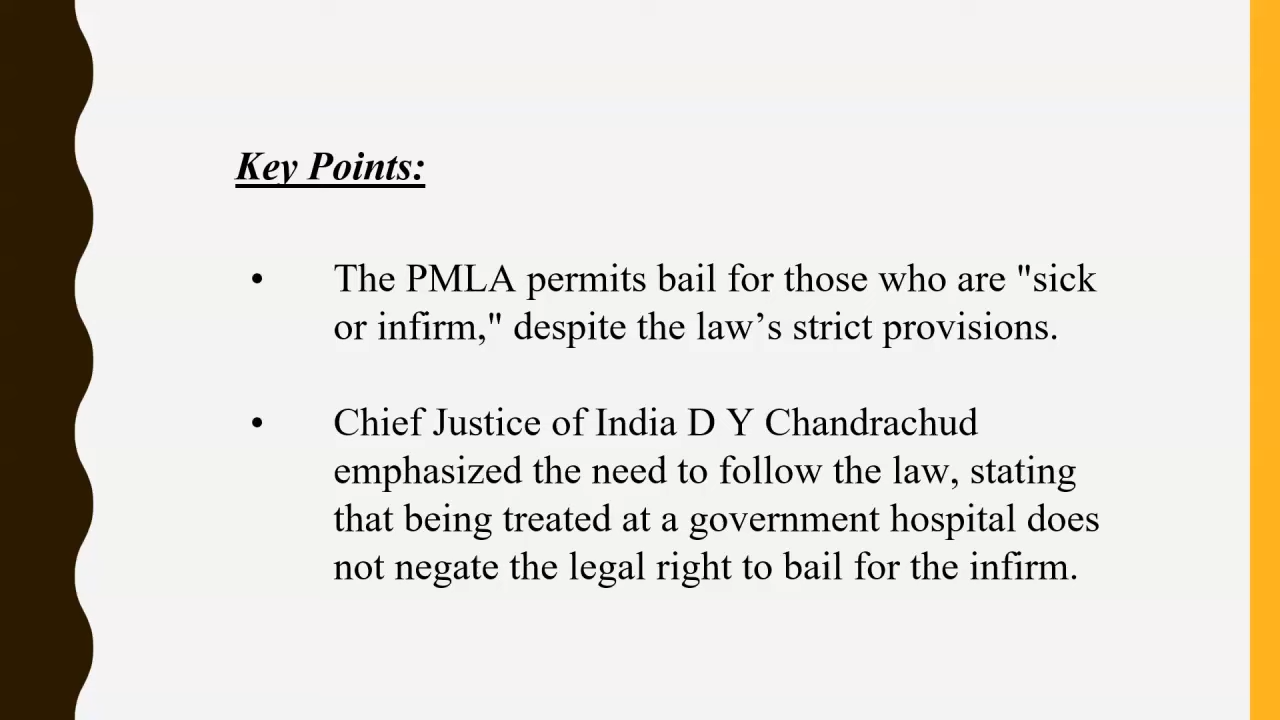 Key Points:
• The PMLA permits bail for those who are "sick
or infirm," despite the law’s strict provisions.
• Chief Justice of India D Y Chandrachud
emphasized the need to follow the law, stating
that being treated at a government hospital does
not negate the legal right to bail for the infirm.